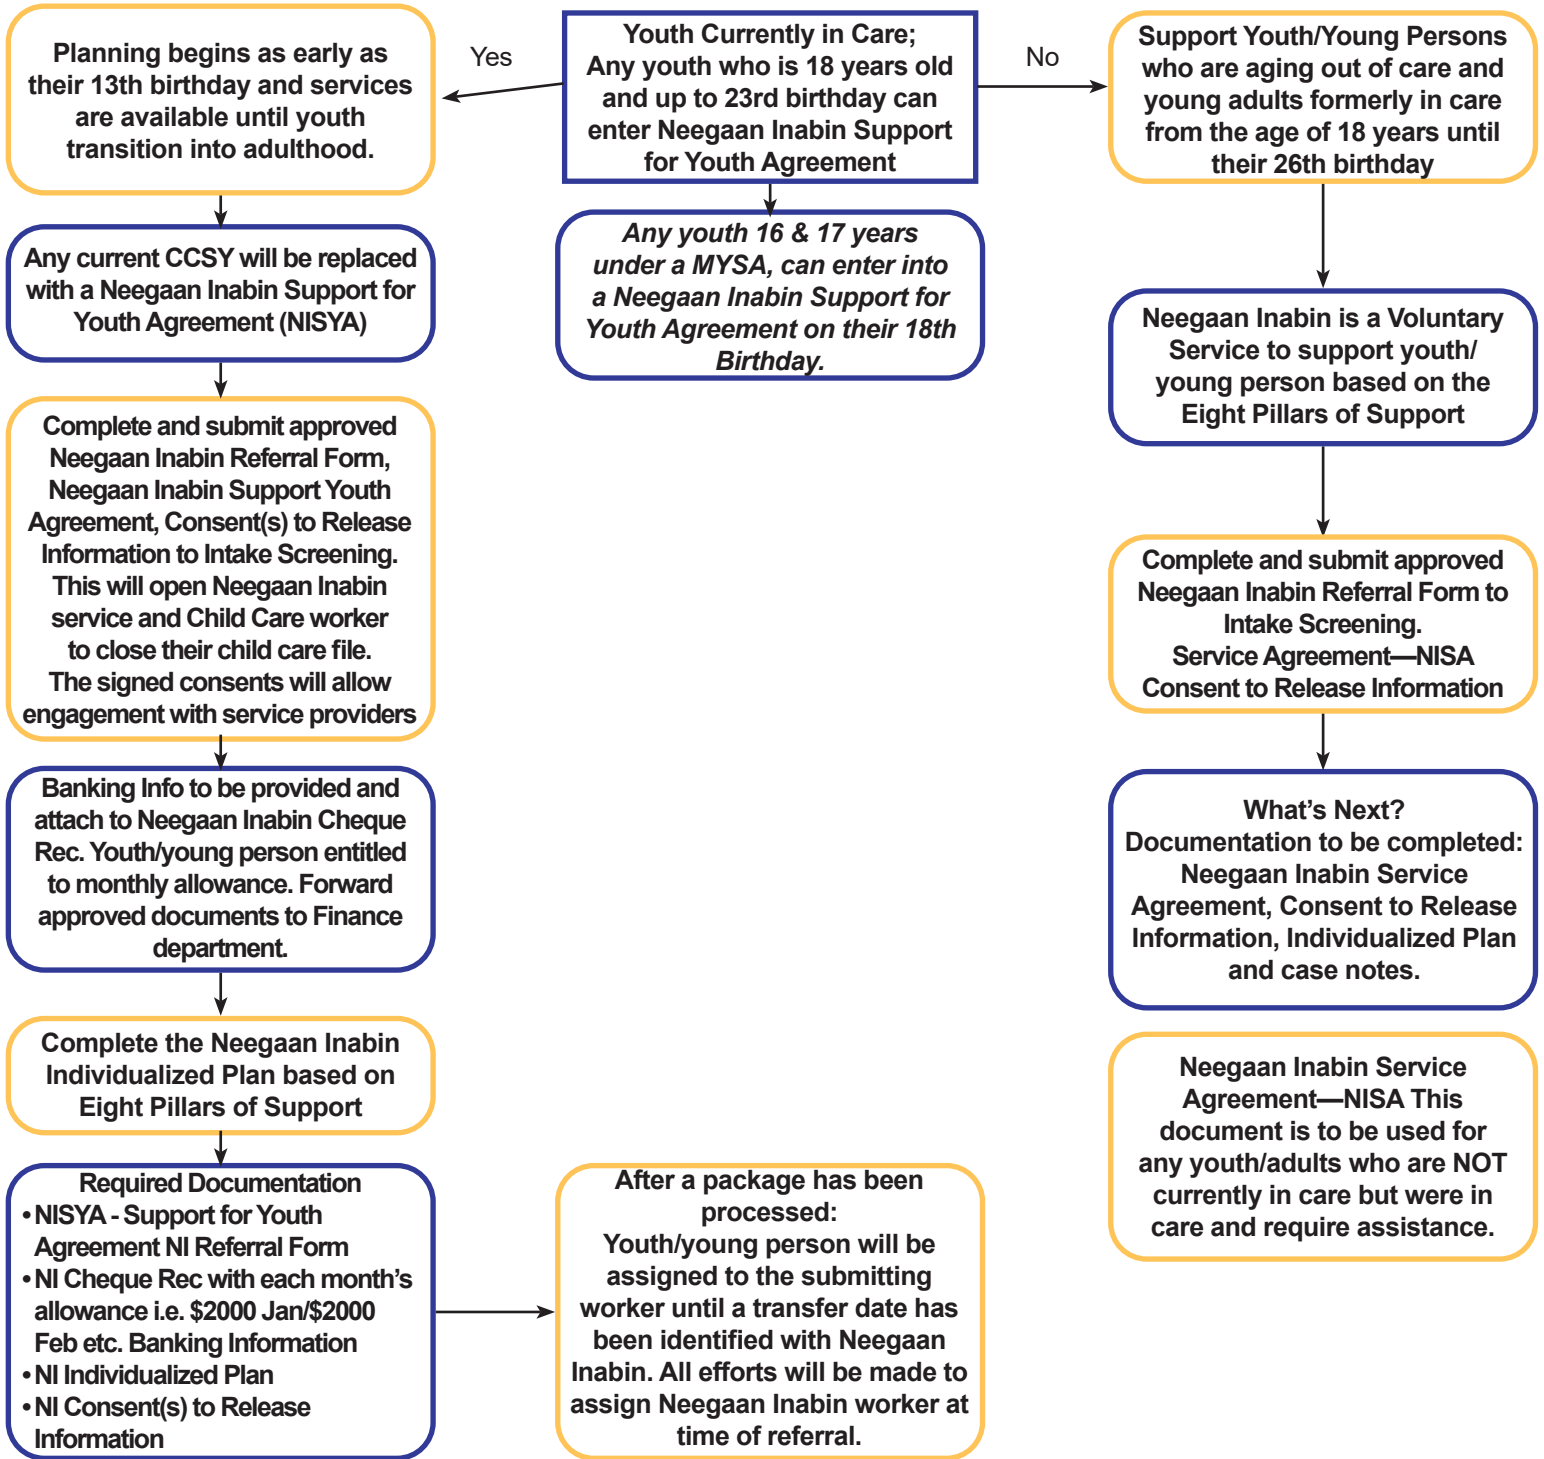 Youth Currently in Care;
Any youth who is 18 years old
and up to 23rd birthday can
enter Neegaan Inabin Support
for Youth Agreement
Yes
No
Planning begins as early as
their 13th birthday and services
are available until youth
transition into adulthood.
Any current CCSY will be replaced
with a Neegaan Inabin Support for
Youth Agreement (NISYA)
Complete and submit approved
Neegaan Inabin Referral Form,
Neegaan Inabin Support Youth
Agreement, Consent(s) to Release
Information to Intake Screening.
This will open Neegaan Inabin
service and Child Care worker
to close their child care file.
The signed consents will allow
engagement with service providers
Banking Info to be provided and
attach to Neegaan Inabin Cheque
Rec. Youth/young person entitled
to monthly allowance. Forward
approved documents to Finance
department.
Complete the Neegaan Inabin
Individualized Plan based on
Eight Pillars of Support
Required Documentation
• NISYA - Support for Youth
Agreement NI Referral Form
• NI Cheque Rec with each month's
allowance i.e. $2000 Jan/$2000
Feb etc. Banking Information
• NI Individualized Plan
• NI Consent(s) to Release
Information
After a package has been
processed:
Youth/young person will be
assigned to the submitting
worker until a transfer date has
been identified with Neegaan
Inabin. All efforts will be made to
assign Neegaan Inabin worker at
time of referral.
Any youth 16 & 17 years
under a MYSA, can enter into
a Neegaan Inabin Support for
Youth Agreement on their 18th
Birthday.
Support Youth/Young Persons
who are aging out of care and
young adults formerly in care
from the age of 18 years until
their 26th birthday
Neegaan Inabin is a Voluntary
Service to support youth/
young person based on the
Eight Pillars of Support
Complete and submit approved
Neegaan Inabin Referral Form to
Intake Screening.
Service Agreement—NISA
Consent to Release Information
What's Next?
Documentation to be completed:
Neegaan Inabin Service
Agreement, Consent to Release
Information, Individualized Plan
and case notes.
Neegaan Inabin Service
Agreement—NISA This
document is to be used for
any youth/adults who are NOT
currently in care but were in
care and require assistance.